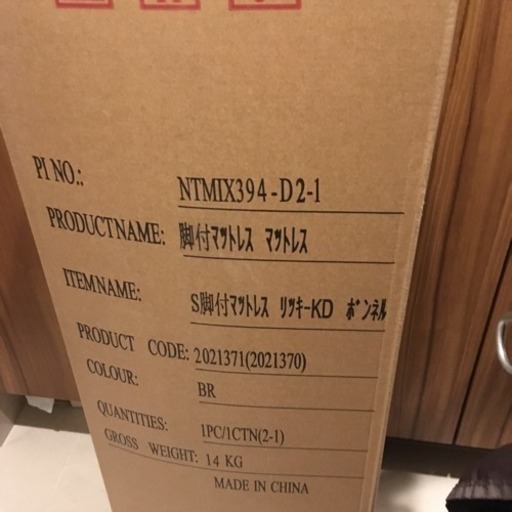 PI NO.: NTMIX394-D2-1
PRODUCTNAME: 脚付ﾏｯﾄﾚｽ ﾏｯﾄﾚｽ
ITEMNAME: S脚付ﾏｯﾄﾚｽ ﾘｯｷｰKD ﾎﾞﾝﾈﾙ
PRODUCT CODE: 2021371(2021370)
COLOUR: BR
QUANTITIES: 1PC/1CTN(2-1)
GROSS WEIGHT: 14 KG
MADE IN CHINA